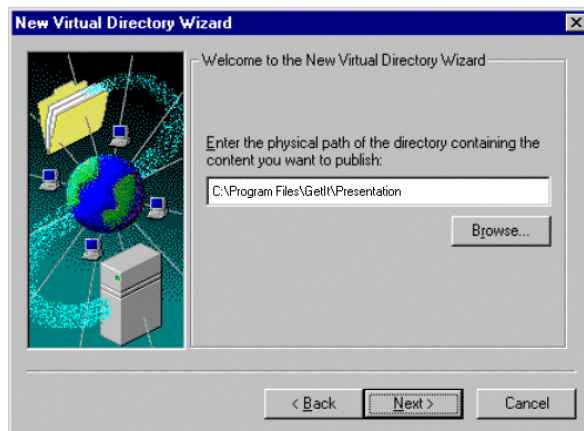 New Virtual Directory Wizard
Welcome to the New Virtual Directory Wizard
Enter the physical path of the directory containing the
content you want to publish:
C:\Program Files\GetIt\Presentation
Browse...
< Back
Next >
Cancel